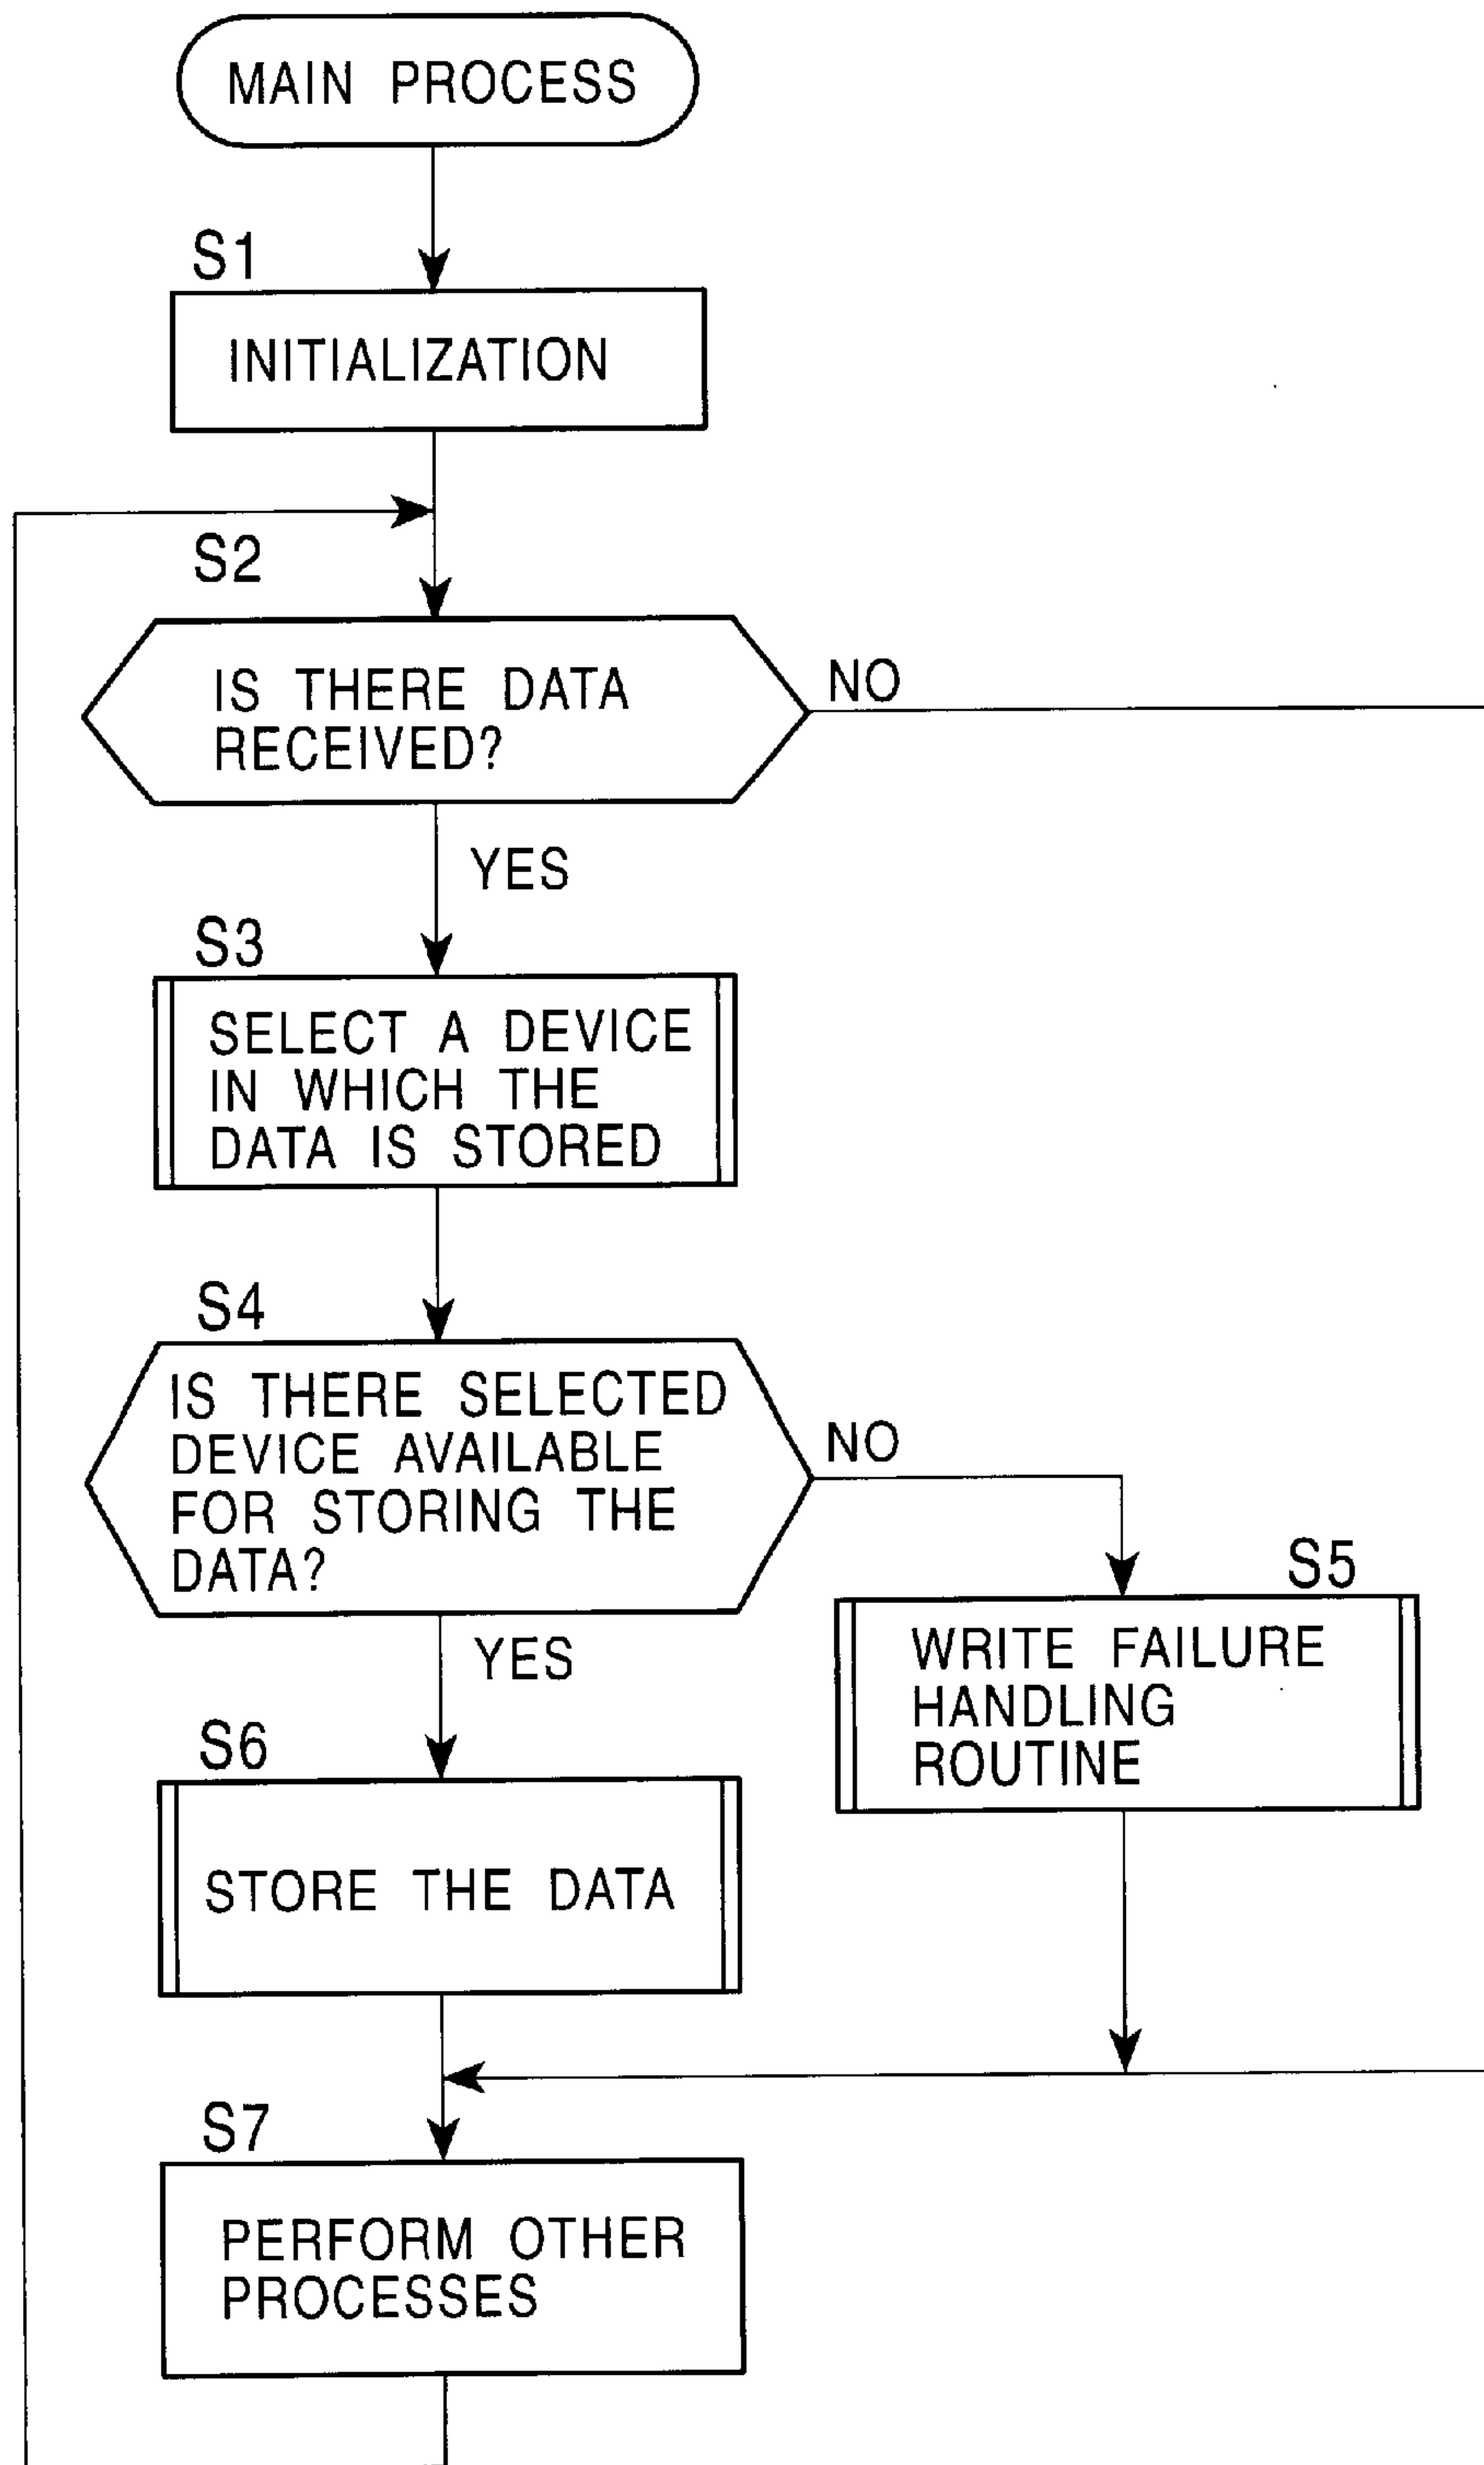 MAIN PROCESS
S1
INITIALIZATION
S2
IS THERE DATA
RECEIVED?
NO
YES
S3
SELECT A DEVICE
IN WHICH THE
DATA IS STORED
S4
IS THERE SELECTED
DEVICE AVAILABLE
FOR STORING THE
DATA?
NO
YES
S5
WRITE FAILURE
HANDLING
ROUTINE
S6
STORE THE DATA
S7
PERFORM OTHER
PROCESSES